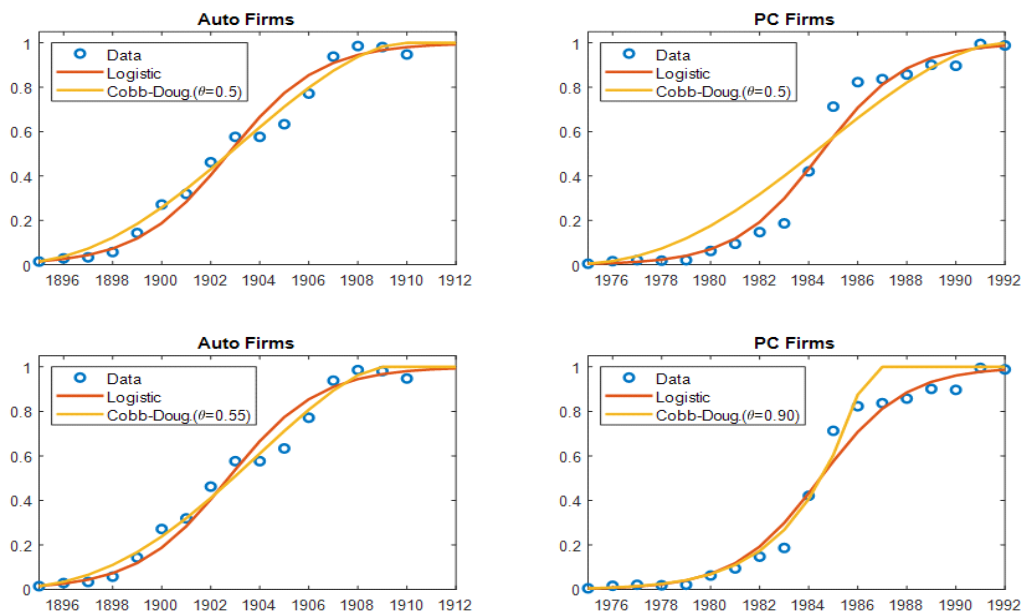 Auto Firms
1
0.8
0.6
0.4
0.2
0
Data
Logistic
Cobb-Doug.(θ=0.5)
1896 1898 1900 1902 1904 1906 1908 1910 1912
PC Firms
1
0.8
0.6
0.4
0.2
0
Data
Logistic
Cobb-Doug.(θ=0.5)
1976 1978 1980 1982 1984 1986 1988 1990 1992
Auto Firms
1
0.8
0.6
0.4
0.2
0
Data
Logistic
Cobb-Doug.(θ=0.55)
1896 1898 1900 1902 1904 1906 1908 1910 1912
PC Firms
1
0.8
0.6
0.4
0.2
0
Data
Logistic
Cobb-Doug.(θ=0.90)
1976 1978 1980 1982 1984 1986 1988 1990 1992